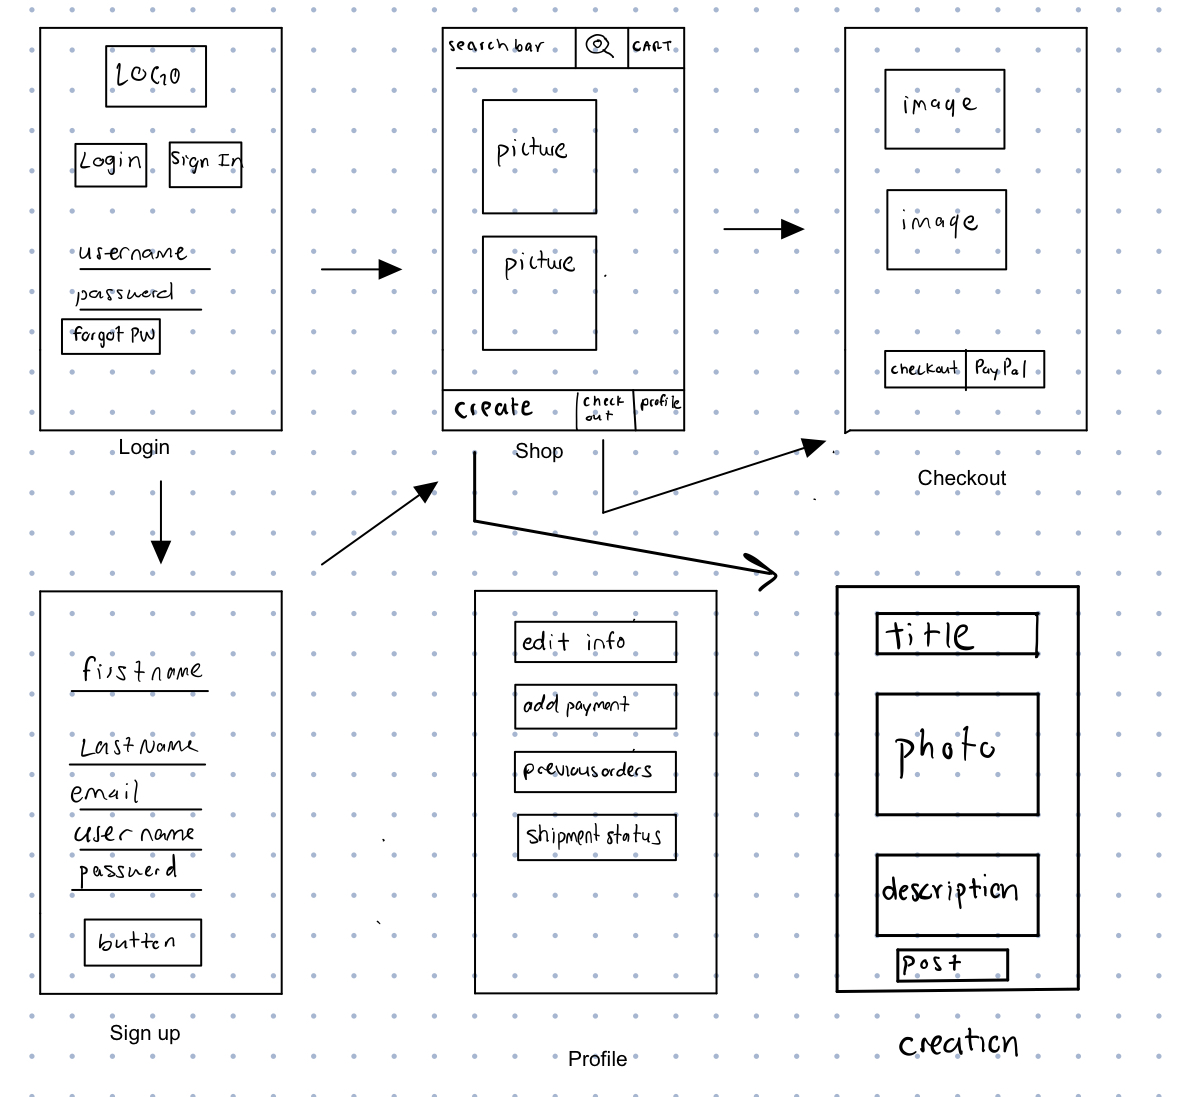 LOGO
Login
Sign In
username
password
forgot PW
Login
search bar
CART
picture
picture
create
check
out
profile
Shop
image
image
checkout
PayPal
Checkout
first name
Last Name
email
user name
password
button
Sign up
edit info
add payment
previous orders
shipment status
Profile
title
photo
description
post
creation